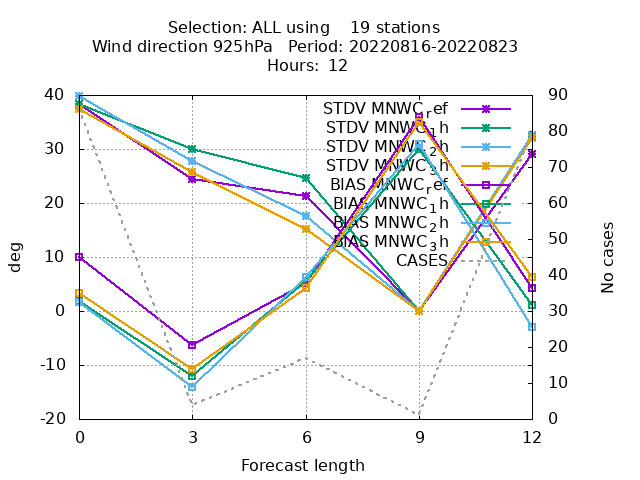 Selection: ALL using    19 stations
Wind direction 925hPa   Period: 20220816-20220823
Hours:  12
40
30
20
10
0
-10
-20
90
80
70
60
50
40
30
20
10
0
STDV MNWC_ref
STDV MNWC_1h
STDV MNWC_2h
STDV MNWC_3h
BIAS MNWC_ref
BIAS MNWC_1h
BIAS MNWC_2h
BIAS MNWC_3h
CASES
deg
No cases
0 3 6 9 12
Forecast length